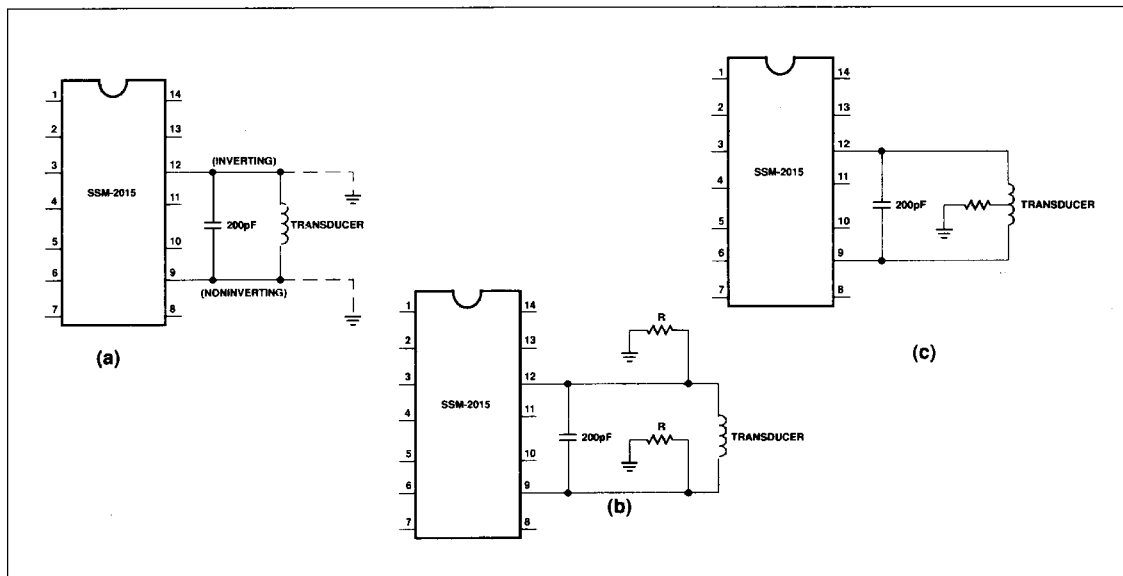 1
2
3
4
5
6
7
14
13
12
11
10
9
8
SSM-2015
(INVERTING)
200pF
TRANSDUCER
(NONINVERTING)
(a)
1
2
3
4
5
6
7
14
13
12
11
10
9
8
SSM-2015
R
200pF
R
TRANSDUCER
(b)
1
2
3
4
5
6
7
14
13
12
11
10
9
8
SSM-2015
200pF
TRANSDUCER
(c)